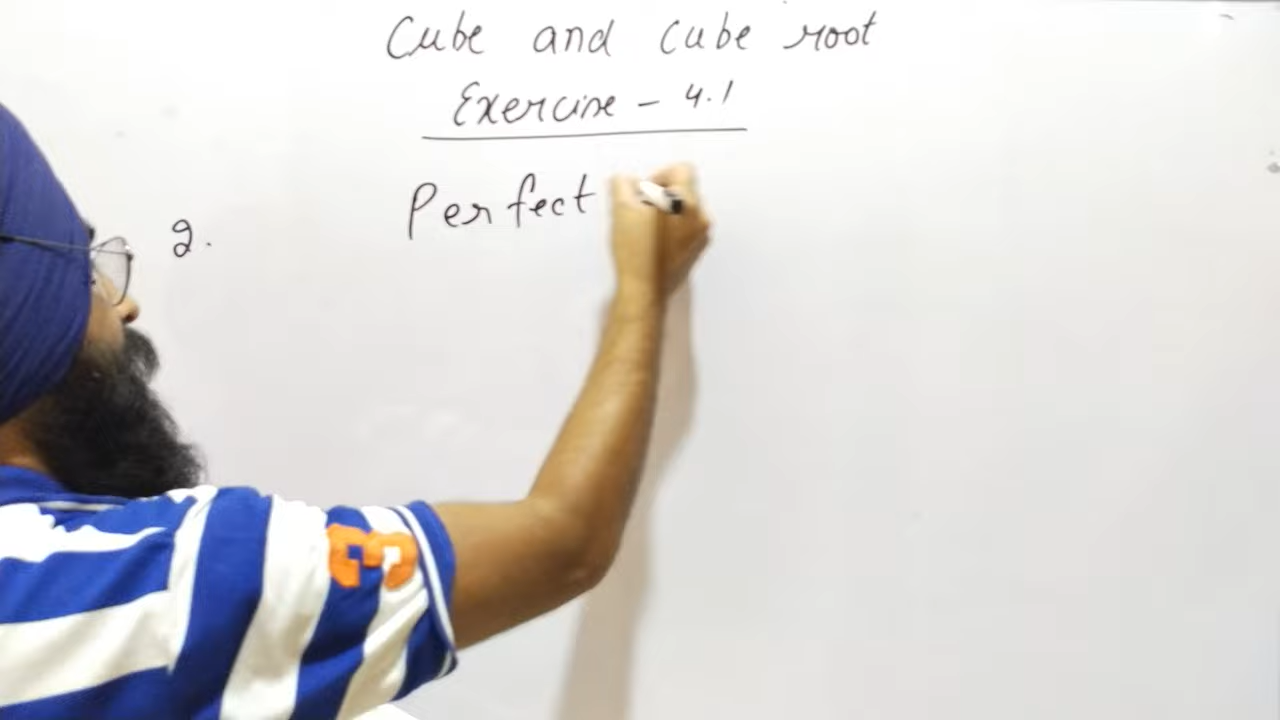 Cube and cube root
Exercise - 4.1
2. Perfect